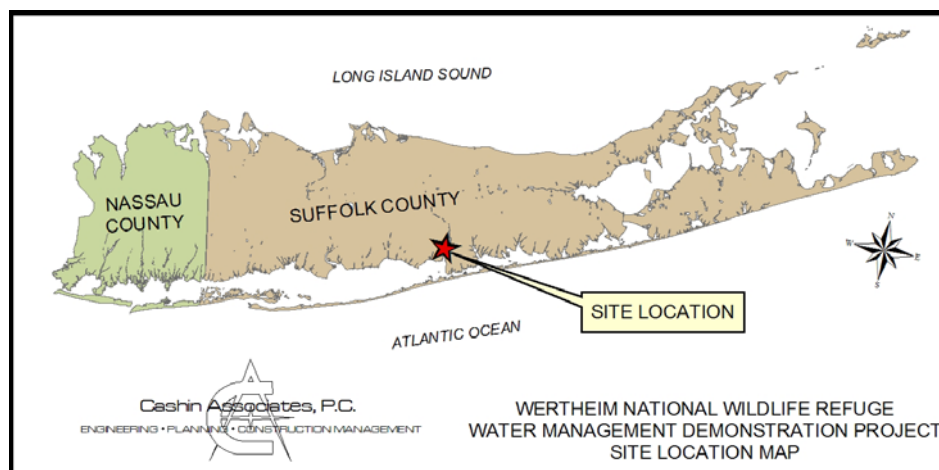 LONG ISLAND SOUND
NASSAU
COUNTY
SUFFOLK COUNTY
N
W
E
S
SITE LOCATION
ATLANTIC OCEAN
Cashin Associates, P.C.
ENGINEERING • PLANNING • CONSTRUCTION MANAGEMENT
WERTHEIM NATIONAL WILDLIFE REFUGE
WATER MANAGEMENT DEMONSTRATION PROJECT
SITE LOCATION MAP